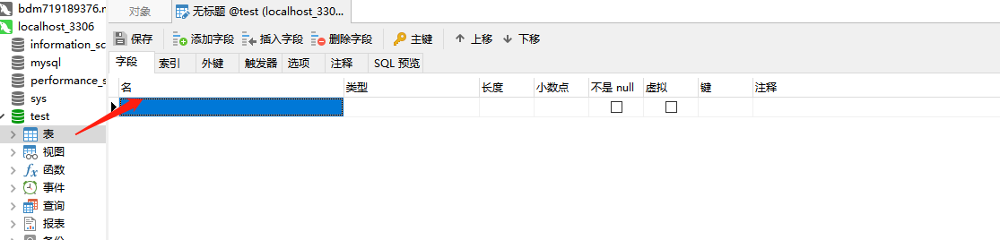 bdm719189376.m
localhost_3306
information_sc
mysql
performance_s
sys
test
表
视图
函数
事件
查询
报表
对象
无标题 @test (localhost_330...
保存
添加字段
插入字段
删除字段
主键
上移
下移
字段
索引
外键
触发器
选项
注释
SQL 预览
名
类型
长度
小数点
不是 null
虚拟
键
注释